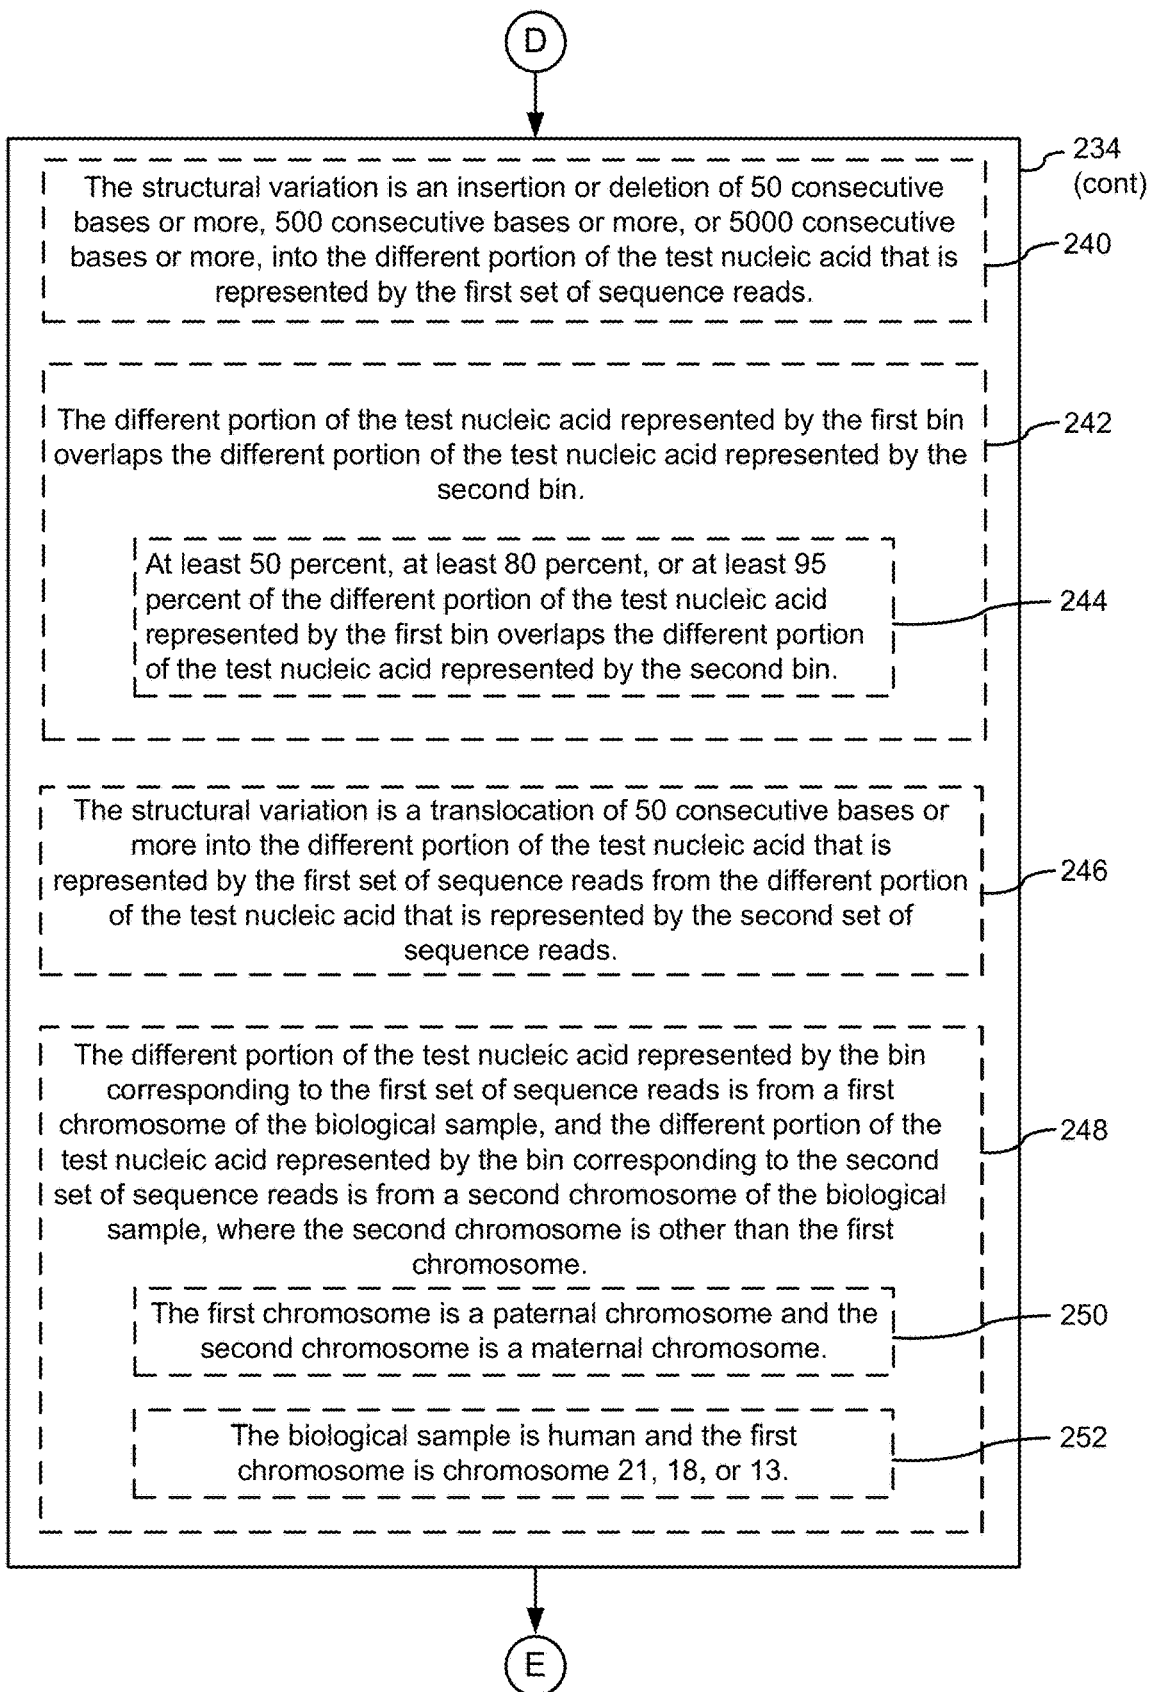 D
234
(cont)
The structural variation is an insertion or deletion of 50 consecutive
bases or more, 500 consecutive bases or more, or 5000 consecutive
bases or more, into the different portion of the test nucleic acid that is
represented by the first set of sequence reads.
240
The different portion of the test nucleic acid represented by the first bin
overlaps the different portion of the test nucleic acid represented by the
second bin.
242
At least 50 percent, at least 80 percent, or at least 95
percent of the different portion of the test nucleic acid
represented by the first bin overlaps the different portion
of the test nucleic acid represented by the second bin.
244
The structural variation is a translocation of 50 consecutive bases or
more into the different portion of the test nucleic acid that is
represented by the first set of sequence reads from the different portion
of the test nucleic acid that is represented by the second set of
sequence reads.
246
The different portion of the test nucleic acid represented by the bin
corresponding to the first set of sequence reads is from a first
chromosome of the biological sample, and the different portion of the
test nucleic acid represented by the bin corresponding to the second
set of sequence reads is from a second chromosome of the biological
sample, where the second chromosome is other than the first
chromosome.
248
The first chromosome is a paternal chromosome and the
second chromosome is a maternal chromosome.
250
The biological sample is human and the first
chromosome is chromosome 21, 18, or 13.
252
E